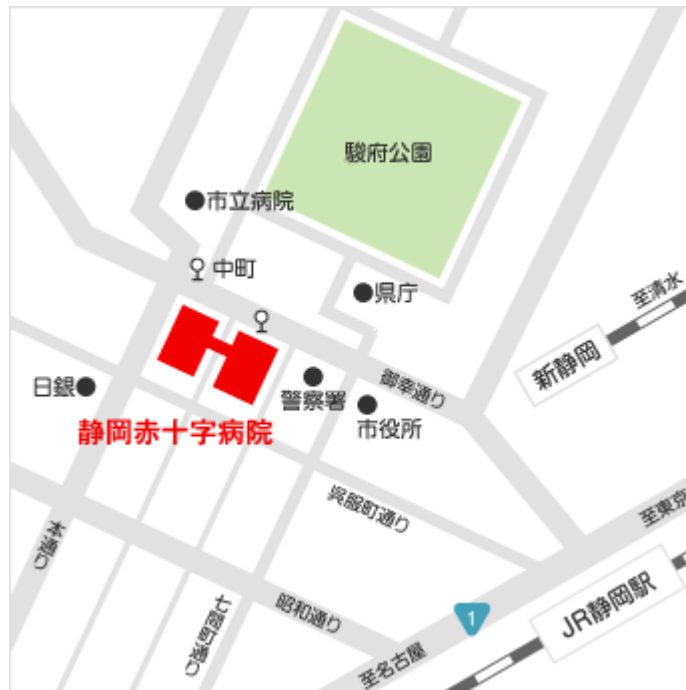 駿府公園
市立病院
中町
県庁
至清水
新静岡
日銀
警察署
御幸通り
市役所
静岡赤十字病院
呉服町通り
至東京
本通り
昭和通り
七間町通り
1
JR静岡駅
至名古屋